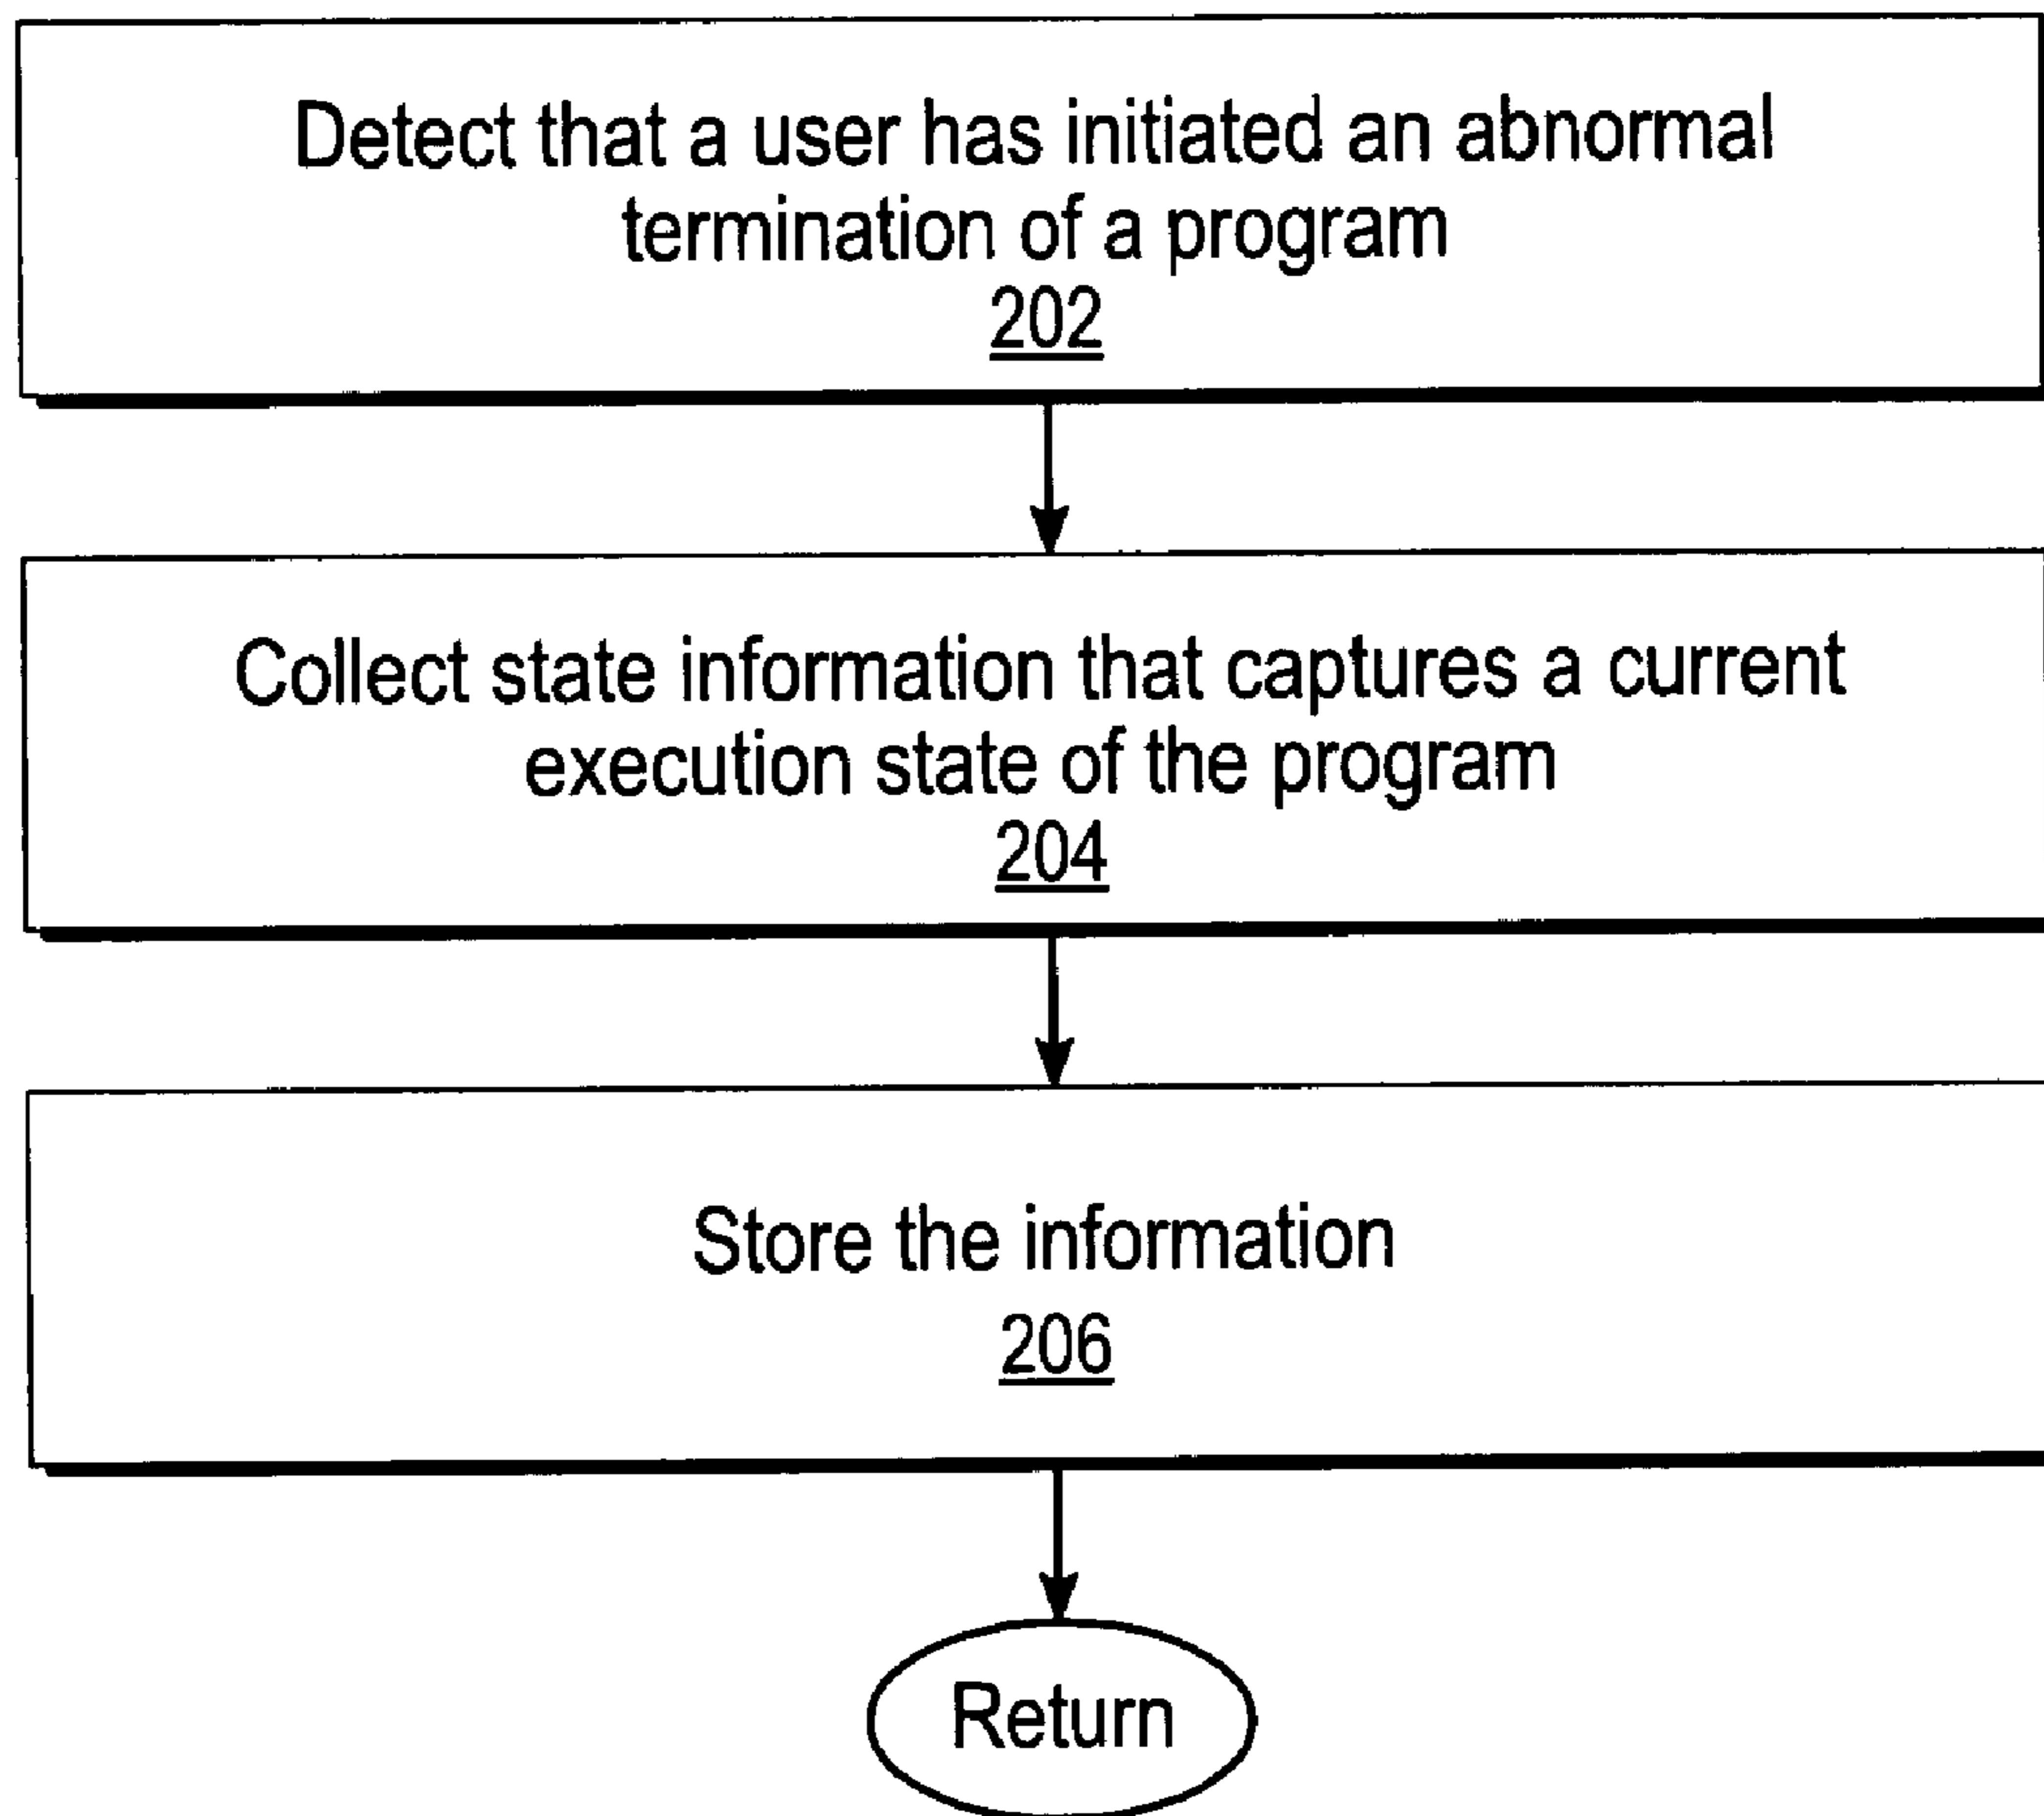 Detect that a user has initiated an abnormal
termination of a program
202
Collect state information that captures a current
execution state of the program
204
Store the information
206
Return